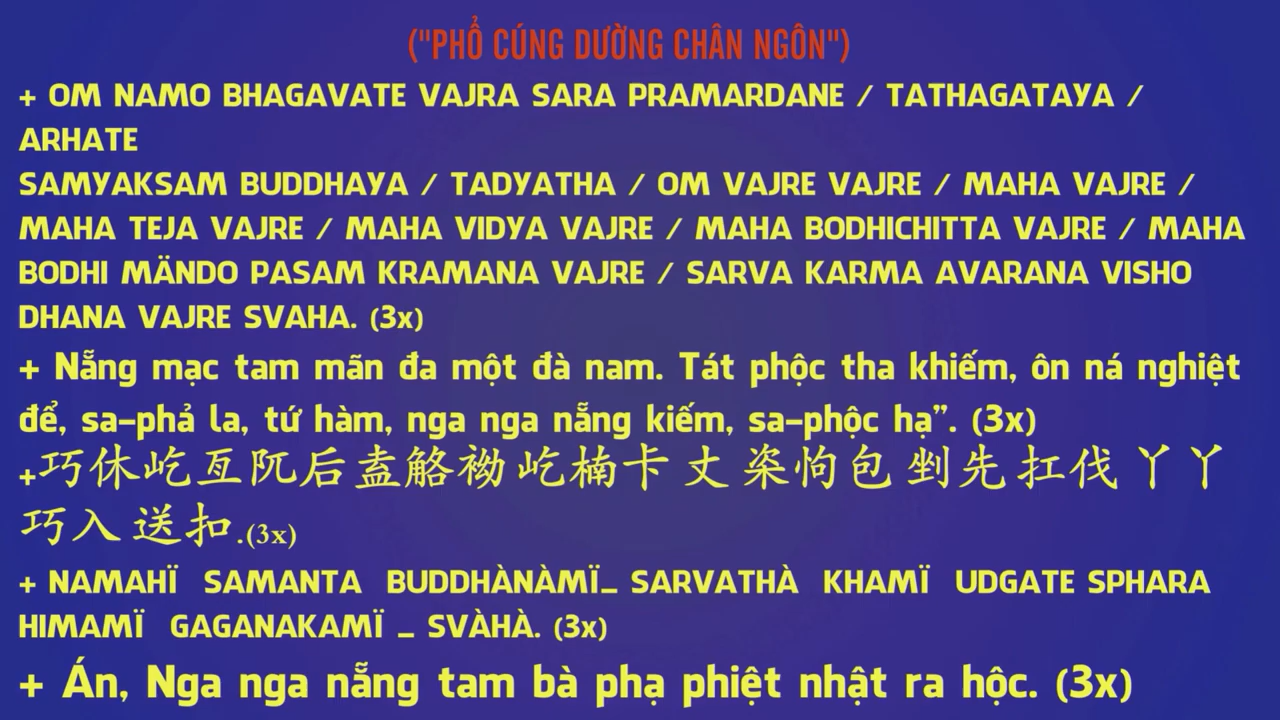 ("PHỔ CÚNG DƯỜNG CHÂN NGÔN")
+ OM NAMO BHAGAVATE VAJRA SARA PRAMARDANE / TATHAGATAYA /
ARHATE
SAMYAKSAM BUDDHAYA / TADYATHA / OM VAJRE VAJRE / MAHA VAJRE /
MAHA TEJA VAJRE / MAHA VIDYA VAJRE / MAHA BODHICHITTA VAJRE / MAHA
BODHI MÄNDO PASAM KRAMANA VAJRE / SARVA KARMA AVARANA VISHO
DHANA VAJRE SVAHA. (3x)
+ Nẵng mạc tam mãn đa một đà nam. Tát phộc tha khiếm, ôn ná nghiệt
để, sa-phả la, tứ hàm, nga nga nẵng kiếm, sa-phộc hạ”. (3x)
+巧休屹亙阢后盍觡袎屹楠卡丈粢怐包剉先扛伐丫丫
巧入送扣.(3x)
+ NAMAHÏ SAMANTA BUDDHÀNÀMÏ_ SARVATHÀ KHAMÏ UDGATE SPHARA
HIMAMÏ GAGANAKAMÏ _ SVÀHÀ. (3x)
+ Án, Nga nga nẵng tam bà phạ phiệt nhật ra hộc. (3x)